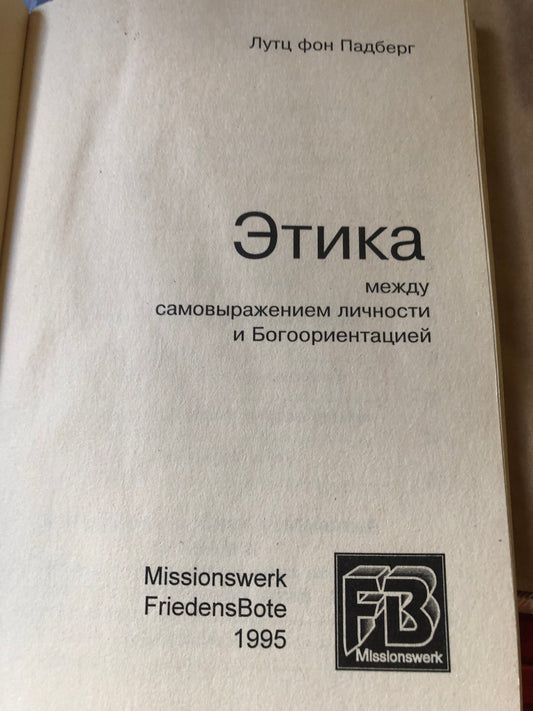 Лутц фон Падберг
Этика
между
самовыражением личности
и Богоориентацией
Missionswerk
FriedensBote
1995
FB
Missionswerk